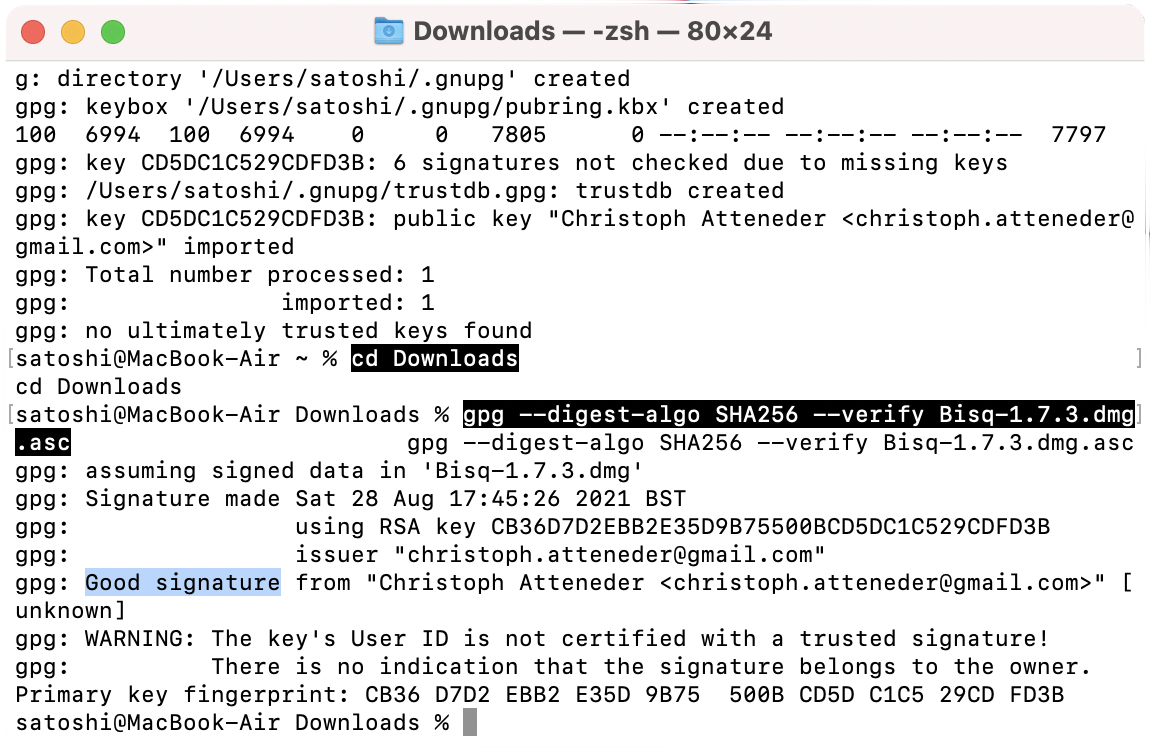 Downloads — -zsh — 80×24
g: directory '/Users/satoshi/.gnupg' created
gpg: keybox '/Users/satoshi/.gnupg/pubring.kbx' created
100  6994  100  6994    0     0   7805      0 --:--:-- --:--:-- --:--:--  7797
gpg: key CD5DC1C529CDFD3B: 6 signatures not checked due to missing keys
gpg: /Users/satoshi/.gnupg/trustdb.gpg: trustdb created
gpg: key CD5DC1C529CDFD3B: public key "Christoph Atteneder <christoph.atteneder@
gmail.com>" imported
gpg: Total number processed: 1
gpg:               imported: 1
gpg: no ultimately trusted keys found
[satoshi@MacBook-Air ~ % cd Downloads ]
cd Downloads
[satoshi@MacBook-Air Downloads % gpg --digest-algo SHA256 --verify Bisq-1.7.3.dmg]
.asc                        gpg --digest-algo SHA256 --verify Bisq-1.7.3.dmg.asc
gpg: assuming signed data in 'Bisq-1.7.3.dmg'
gpg: Signature made Sat 28 Aug 17:45:26 2021 BST
gpg:                using RSA key CB36D7D2EBB2E35D9B75500BCD5DC1C529CDFD3B
gpg:                issuer "christoph.atteneder@gmail.com"
gpg: Good signature from "Christoph Atteneder <christoph.atteneder@gmail.com>" [
unknown]
gpg: WARNING: The key's User ID is not certified with a trusted signature!
gpg:          There is no indication that the signature belongs to the owner.
Primary key fingerprint: CB36 D7D2 EBB2 E35D 9B75  500B CD5D C1C5 29CD FD3B
satoshi@MacBook-Air Downloads %